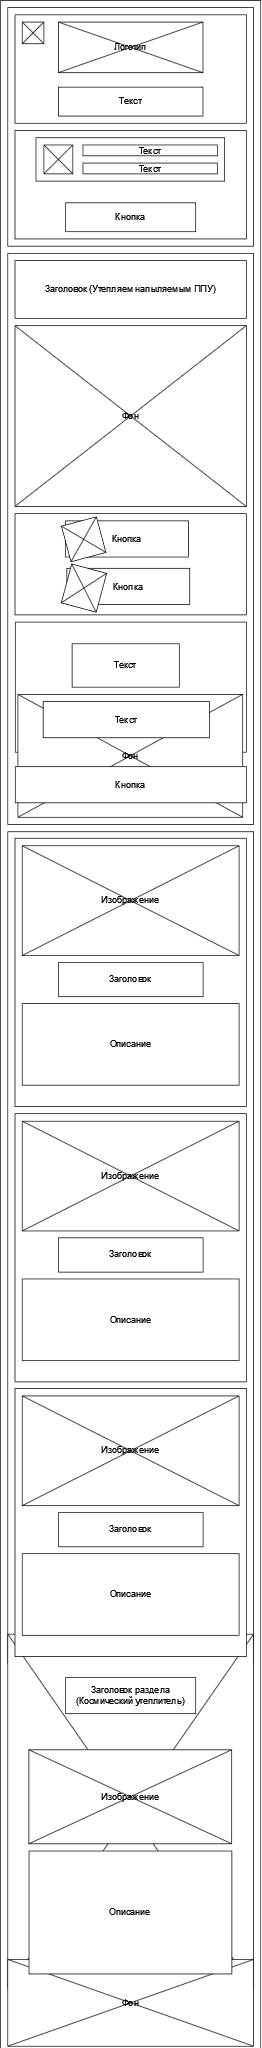 Логотип
Текст
Текст
Текст
Кнопка
Заголовок (Утепляем напыляемым ППУ)
Фон
Кнопка
Кнопка
Текст
Текст
Фон
Кнопка
Изображение
Заголовок
Описание
Изображение
Заголовок
Описание
Изображение
Заголовок
Описание
Заголовок раздела
(Космический утеплитель)
Изображение
Описание
Фон